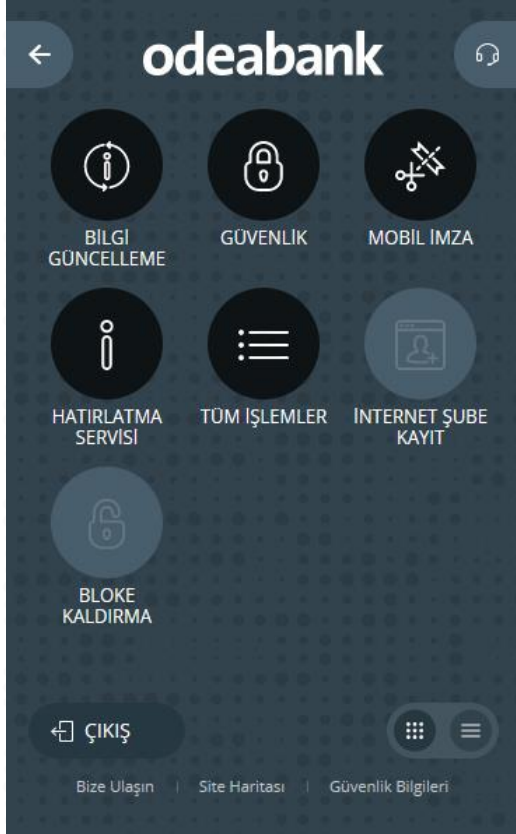 odeabank
BİLGİ
GÜNCELLEME
GÜVENLİK
MOBİL İMZA
HATIRLATMA
SERVİSİ
TÜM İŞLEMLER
İNTERNET ŞUBE
KAYIT
BLOKE
KALDIRMA
ÇIKIŞ
Bize Ulaşın | Site Haritası | Güvenlik Bilgileri